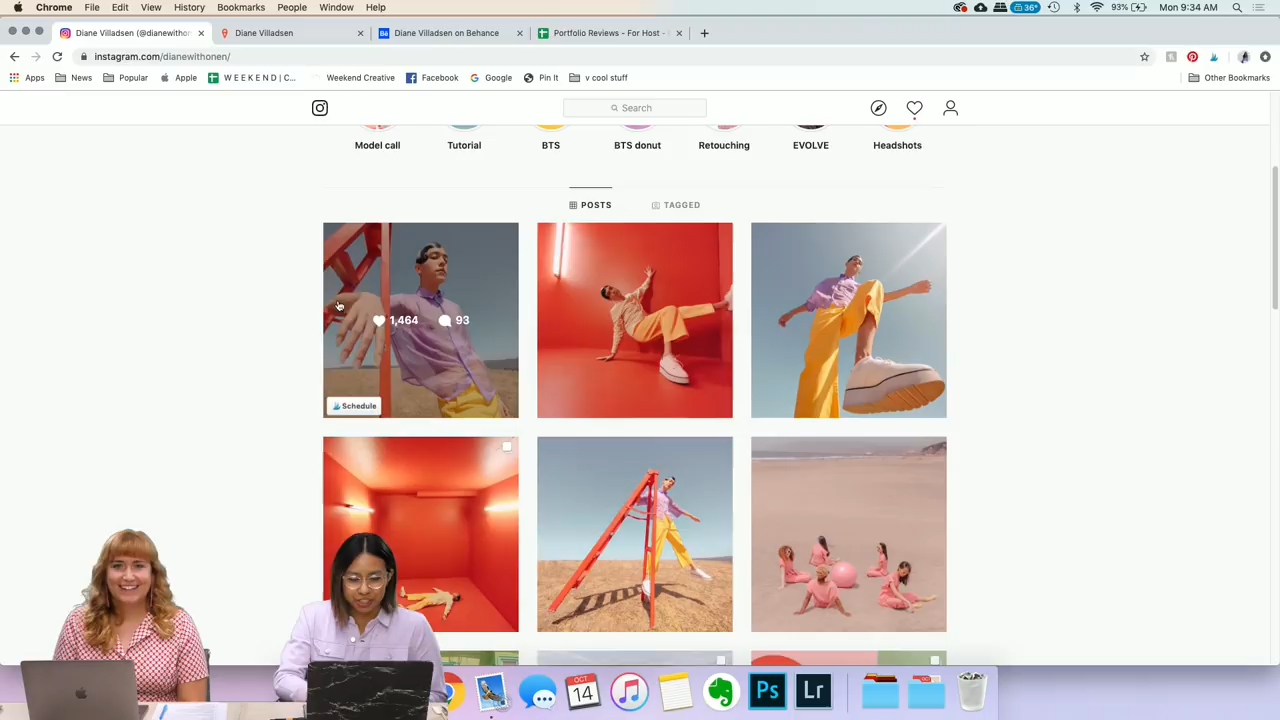 Chrome File Edit View History Bookmarks People Window Help
36° 93% Mon 9:34 AM
Diane Villadsen (@dianewithon
Diane Villadsen
Bē Diane Villadsen on Behance
Portfolio Reviews - For Host -
instagram.com/dianewithonen/
Apps News Popular Apple W E E K E N D | C... Weekend Creative Facebook Google Pin It v cool stuff Other Bookmarks
Search
Model call Tutorial BTS BTS donut Retouching EVOLVE Headshots
POSTS TAGGED
1,464 93
Schedule
OCT
14
Ps Lr